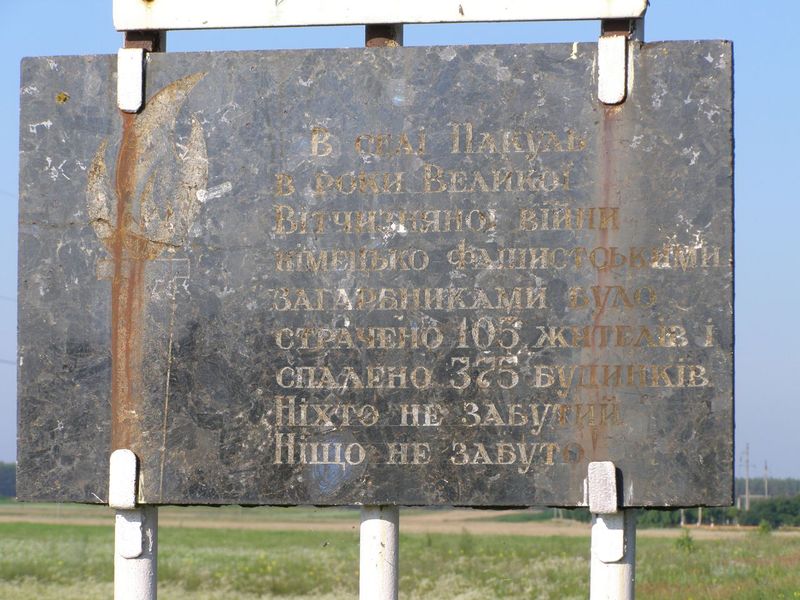 В селі Пакуль
в роки Великої
Вітчизняної війни
німецько фашистськими
загарбниками було
страчено 105 жителів і
спалено 375 будинків
Ніхто не забутий
Ніщо не забуто